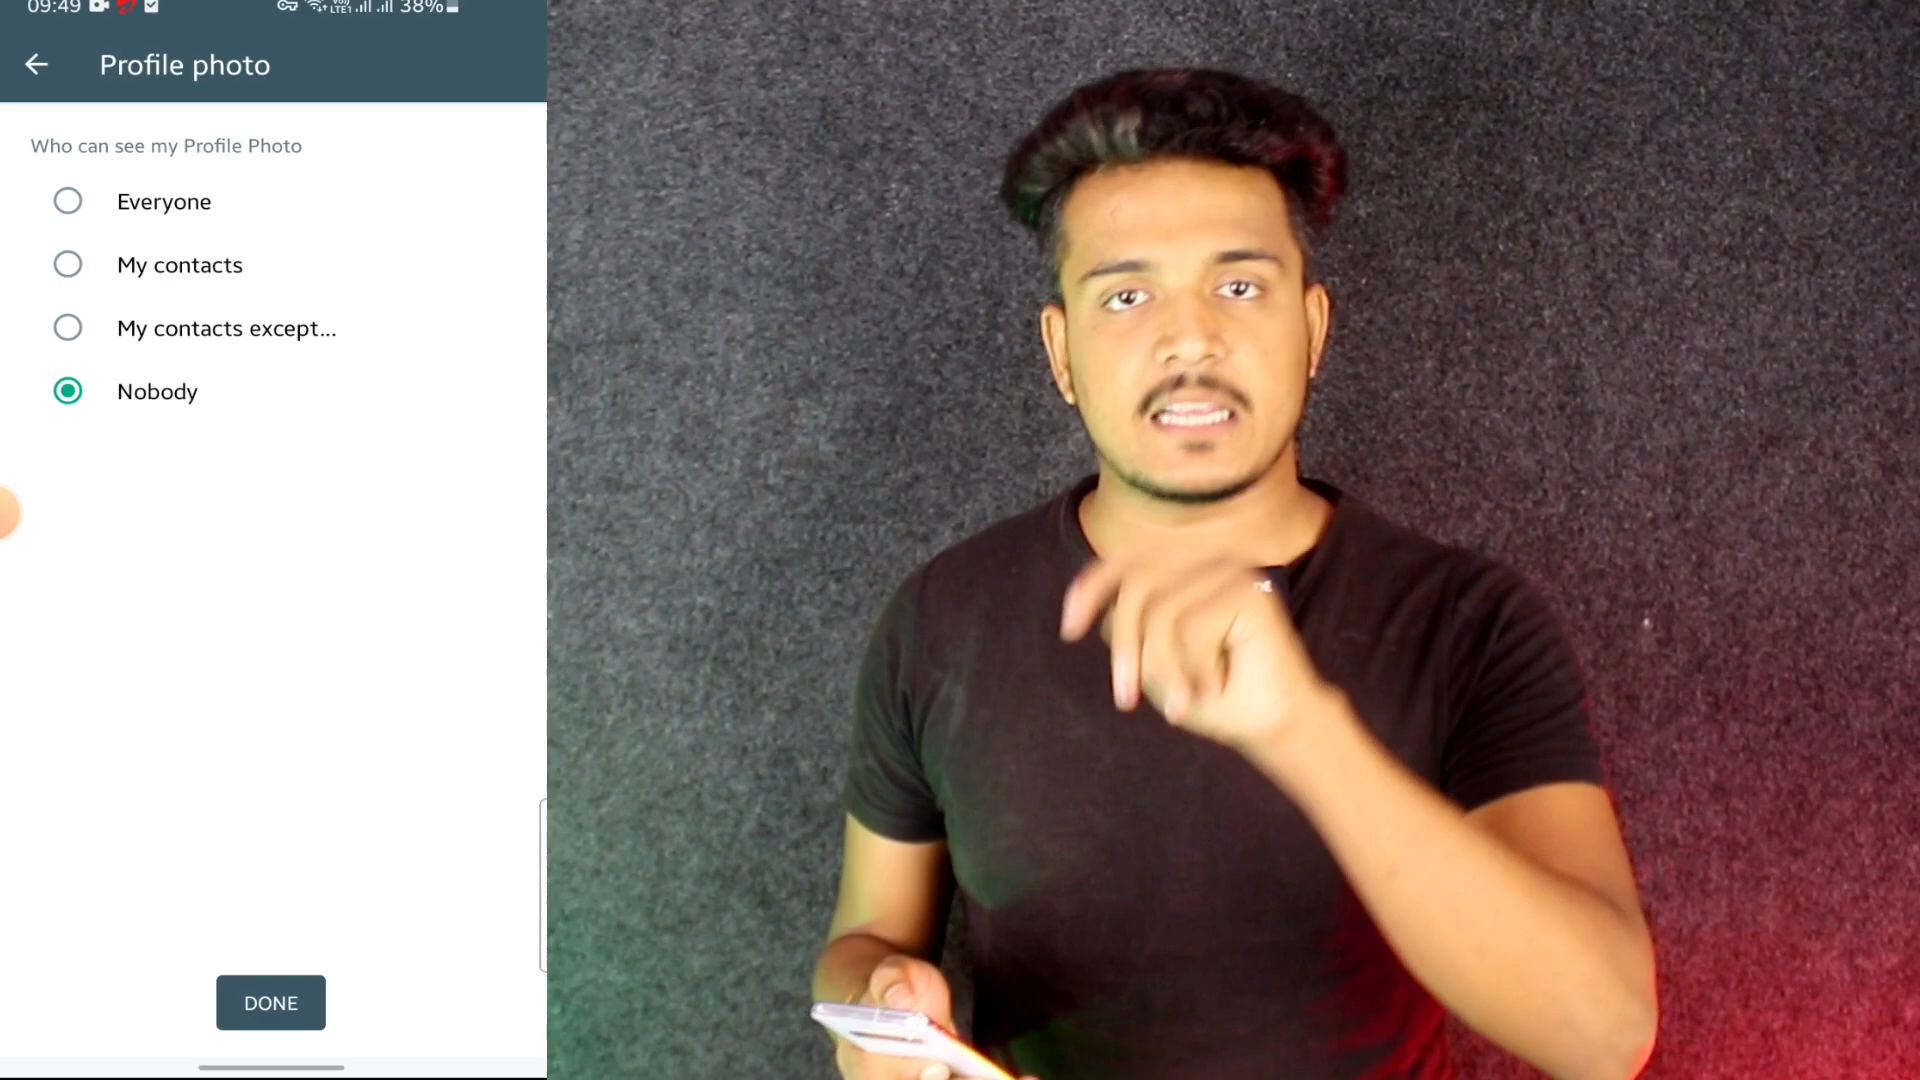 09:49 38%
Profile photo
Who can see my Profile Photo
Everyone
My contacts
My contacts except...
Nobody
DONE